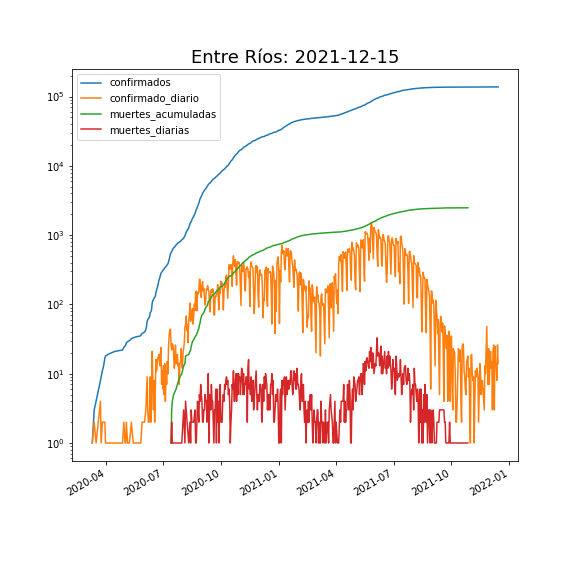 Entre Ríos: 2021-12-15
confirmados
confirmado_diario
muertes_acumuladas
muertes_diarias
10⁵
10⁴
10³
10²
10¹
10⁰
2020-04 2020-07 2020-10 2021-01 2021-04 2021-07 2021-10 2022-01